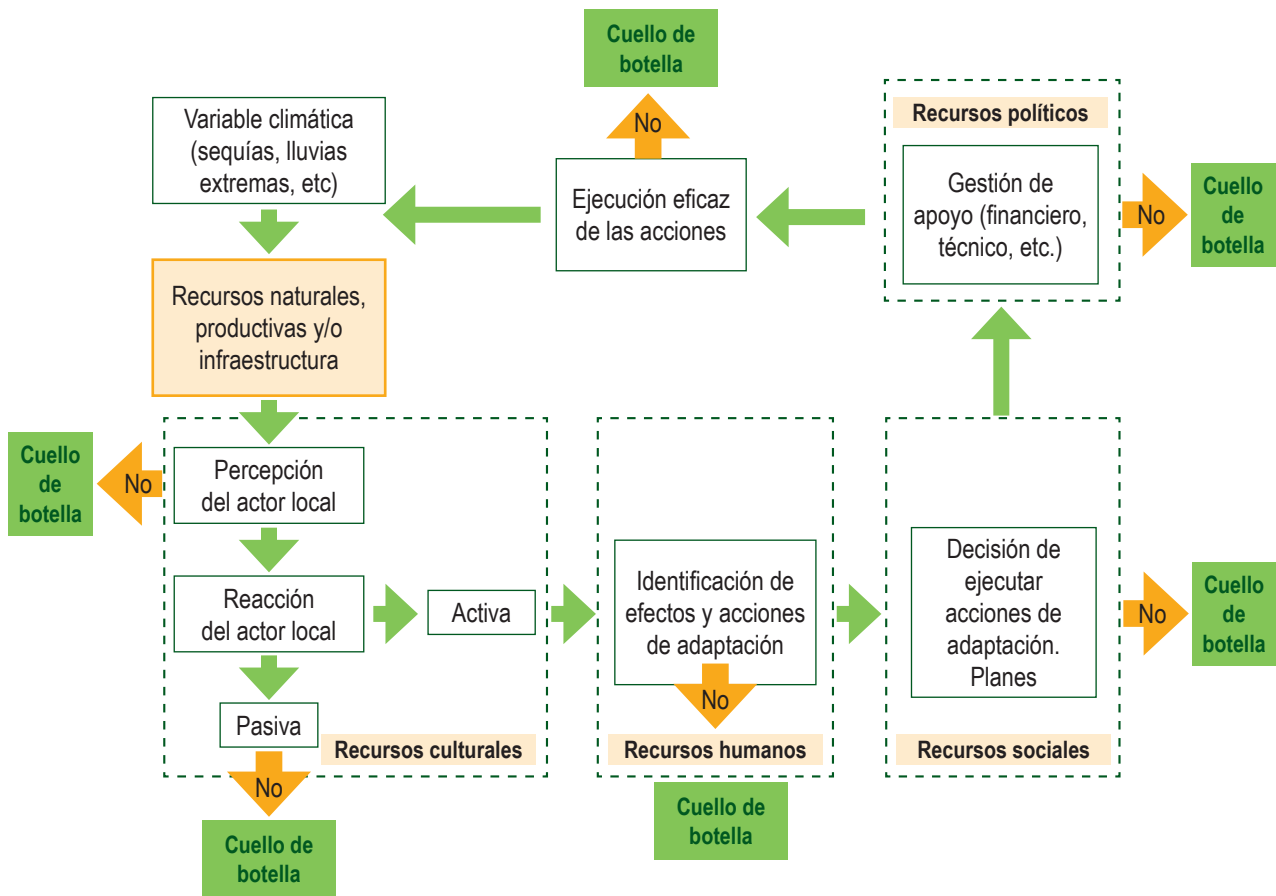 Cuello de
botella
No
Variable climática
(sequías, lluvias
extremas, etc)
Ejecución eficaz
de las acciones
Recursos políticos
Gestión de
apoyo (financiero,
técnico, etc.)
No
Cuello
de
botella
Recursos naturales,
productivas y/o
infraestructura
Cuello
de
botella
No
Percepción
del actor local
Reacción
del actor local
Activa
Pasiva
Recursos culturales
No
Cuello de
botella
Identificación de
efectos y acciones
de adaptación
No
Recursos humanos
Cuello de
botella
Decisión de
ejecutar
acciones de
adaptación.
Planes
Recursos sociales
No
Cuello
de
botella